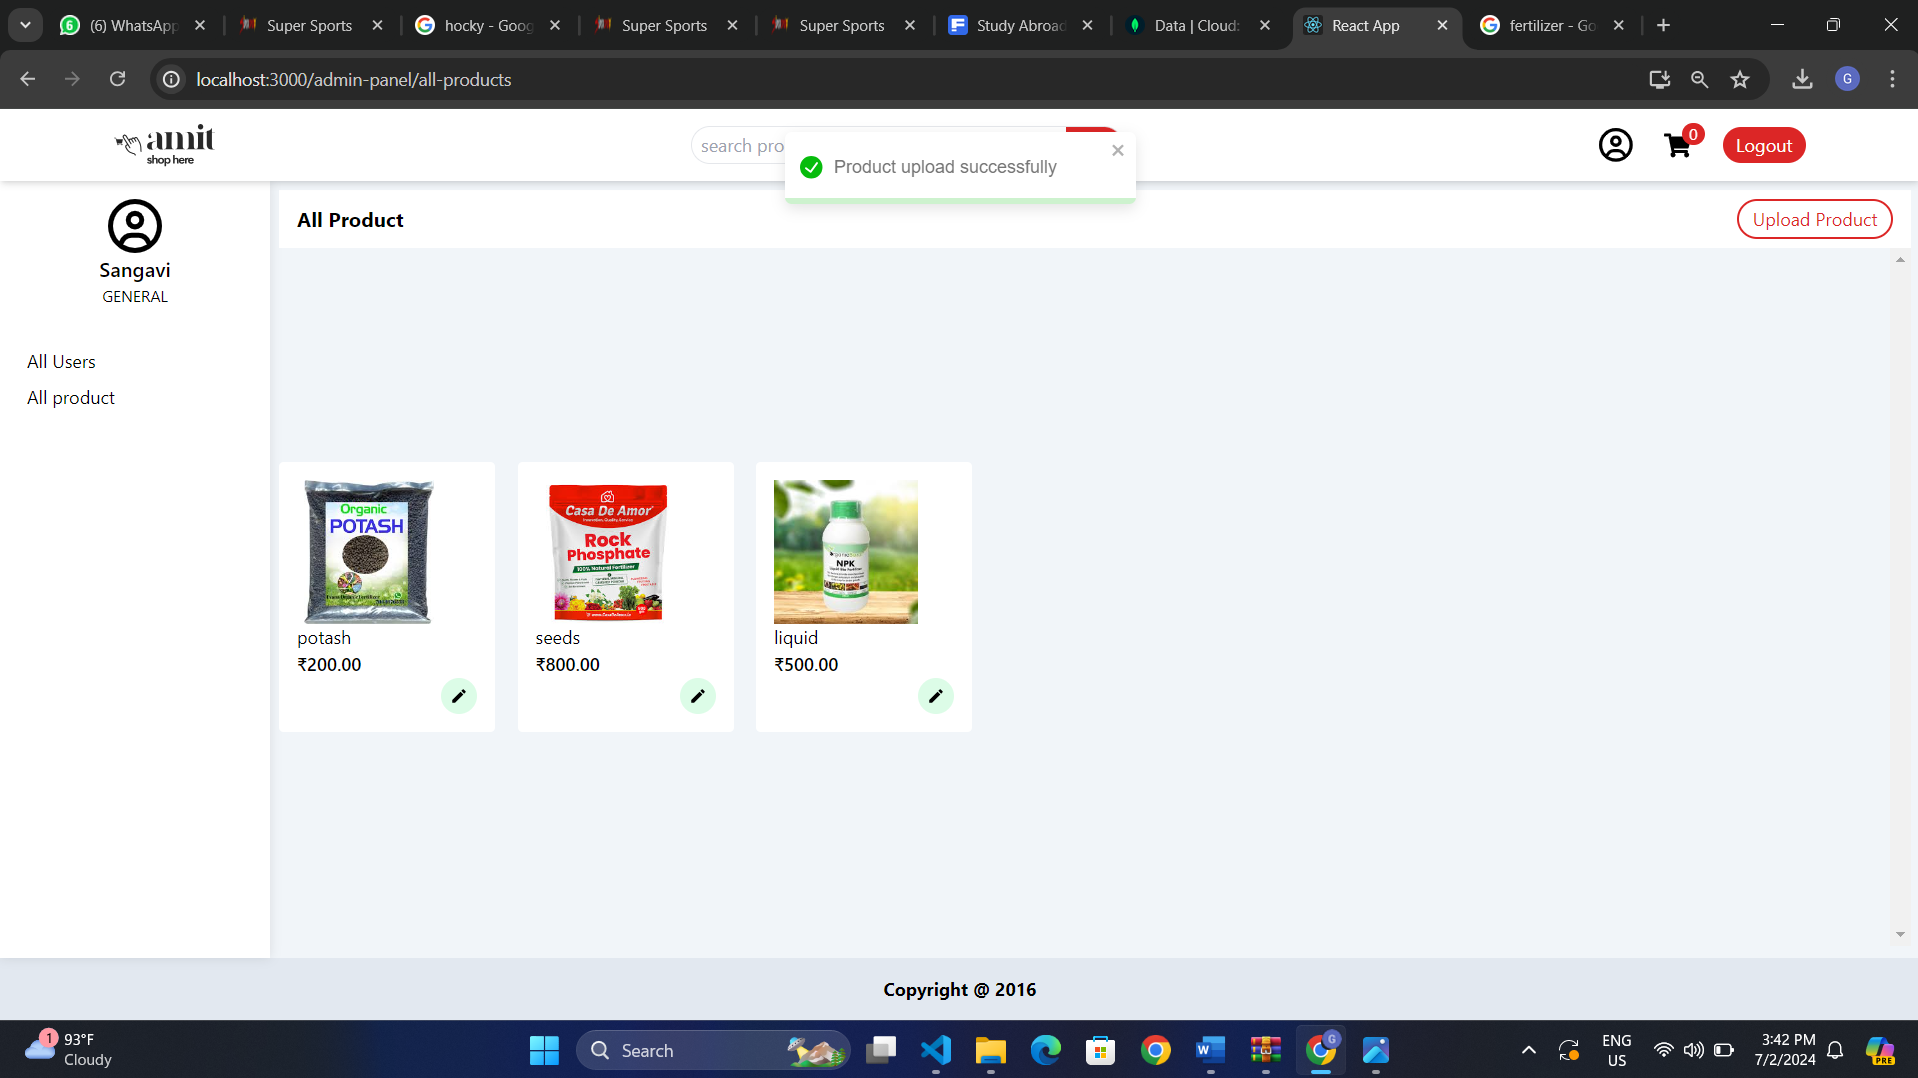 (6) WhatsApp
Super Sports
hocky - Goog
Super Sports
Super Sports
Study Abroad
Data | Cloud:
React App
fertilizer - Go
localhost:3000/admin-panel/all-products
G
amit
shop here
search pro
Product upload successfully
0
Logout
Sangavi
GENERAL
All Users
All product
All Product
Upload Product
Organic
POTASH
potash
₹200.00
Casa De Amor
Rock
Phosphate
100% Natural Fertilizer
seeds
₹800.00
NPK
liquid
₹500.00
Copyright @ 2016
1
93°F
Cloudy
Search
G
ENG
US
3:42 PM
7/2/2024
PRE